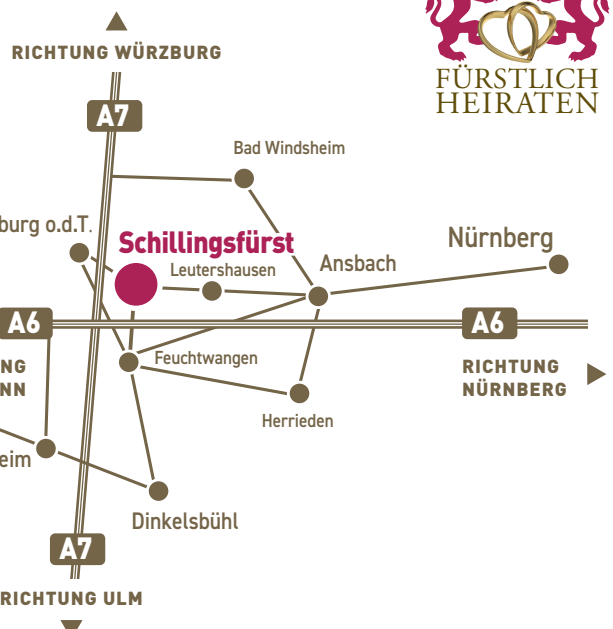 RICHTUNG WÜRZBURG
FÜRSTLICH
HEIRATEN
A7
Bad Windsheim
burg o.d.T.
Schillingsfürst
Nürnberg
Ansbach
Leutershausen
A6
A6
NG
NN
Feuchtwangen
RICHTUNG
NÜRNBERG
Herrieden
eim
Dinkelsbühl
A7
RICHTUNG ULM